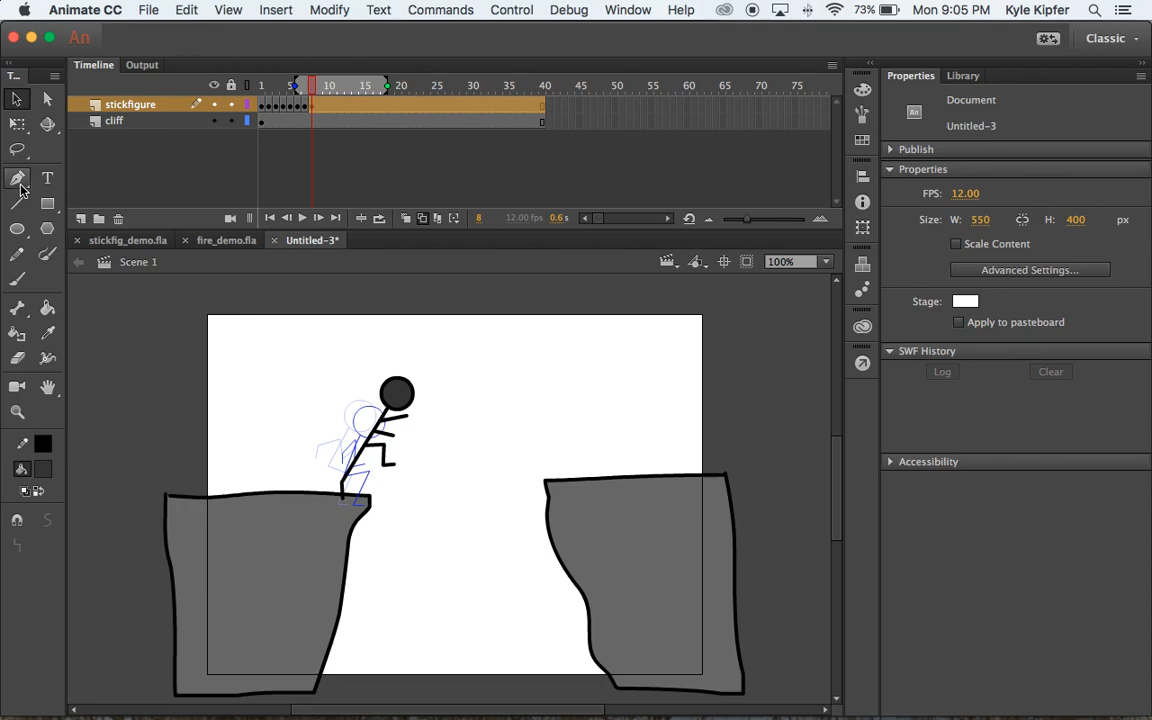 Animate CC File Edit View Insert Modify Text Commands Control Debug Window Help 73% Mon 9:05 PM Kyle Kipfer
An Classic
Timeline Output
T...
1 5 10 15 20 25 30 35 40 45 50 55 60 65 70 75
stickfigure
cliff
8 12.00 fps 0.6 s
stickfig_demo.fla fire_demo.fla Untitled-3*
Scene 1 100%
Properties Library
An Document
Untitled-3
Publish
Properties
FPS: 12.00
Size: W: 550 H: 400 px
Scale Content
Advanced Settings...
Stage:
Apply to pasteboard
SWF History
Log Clear
Accessibility
T